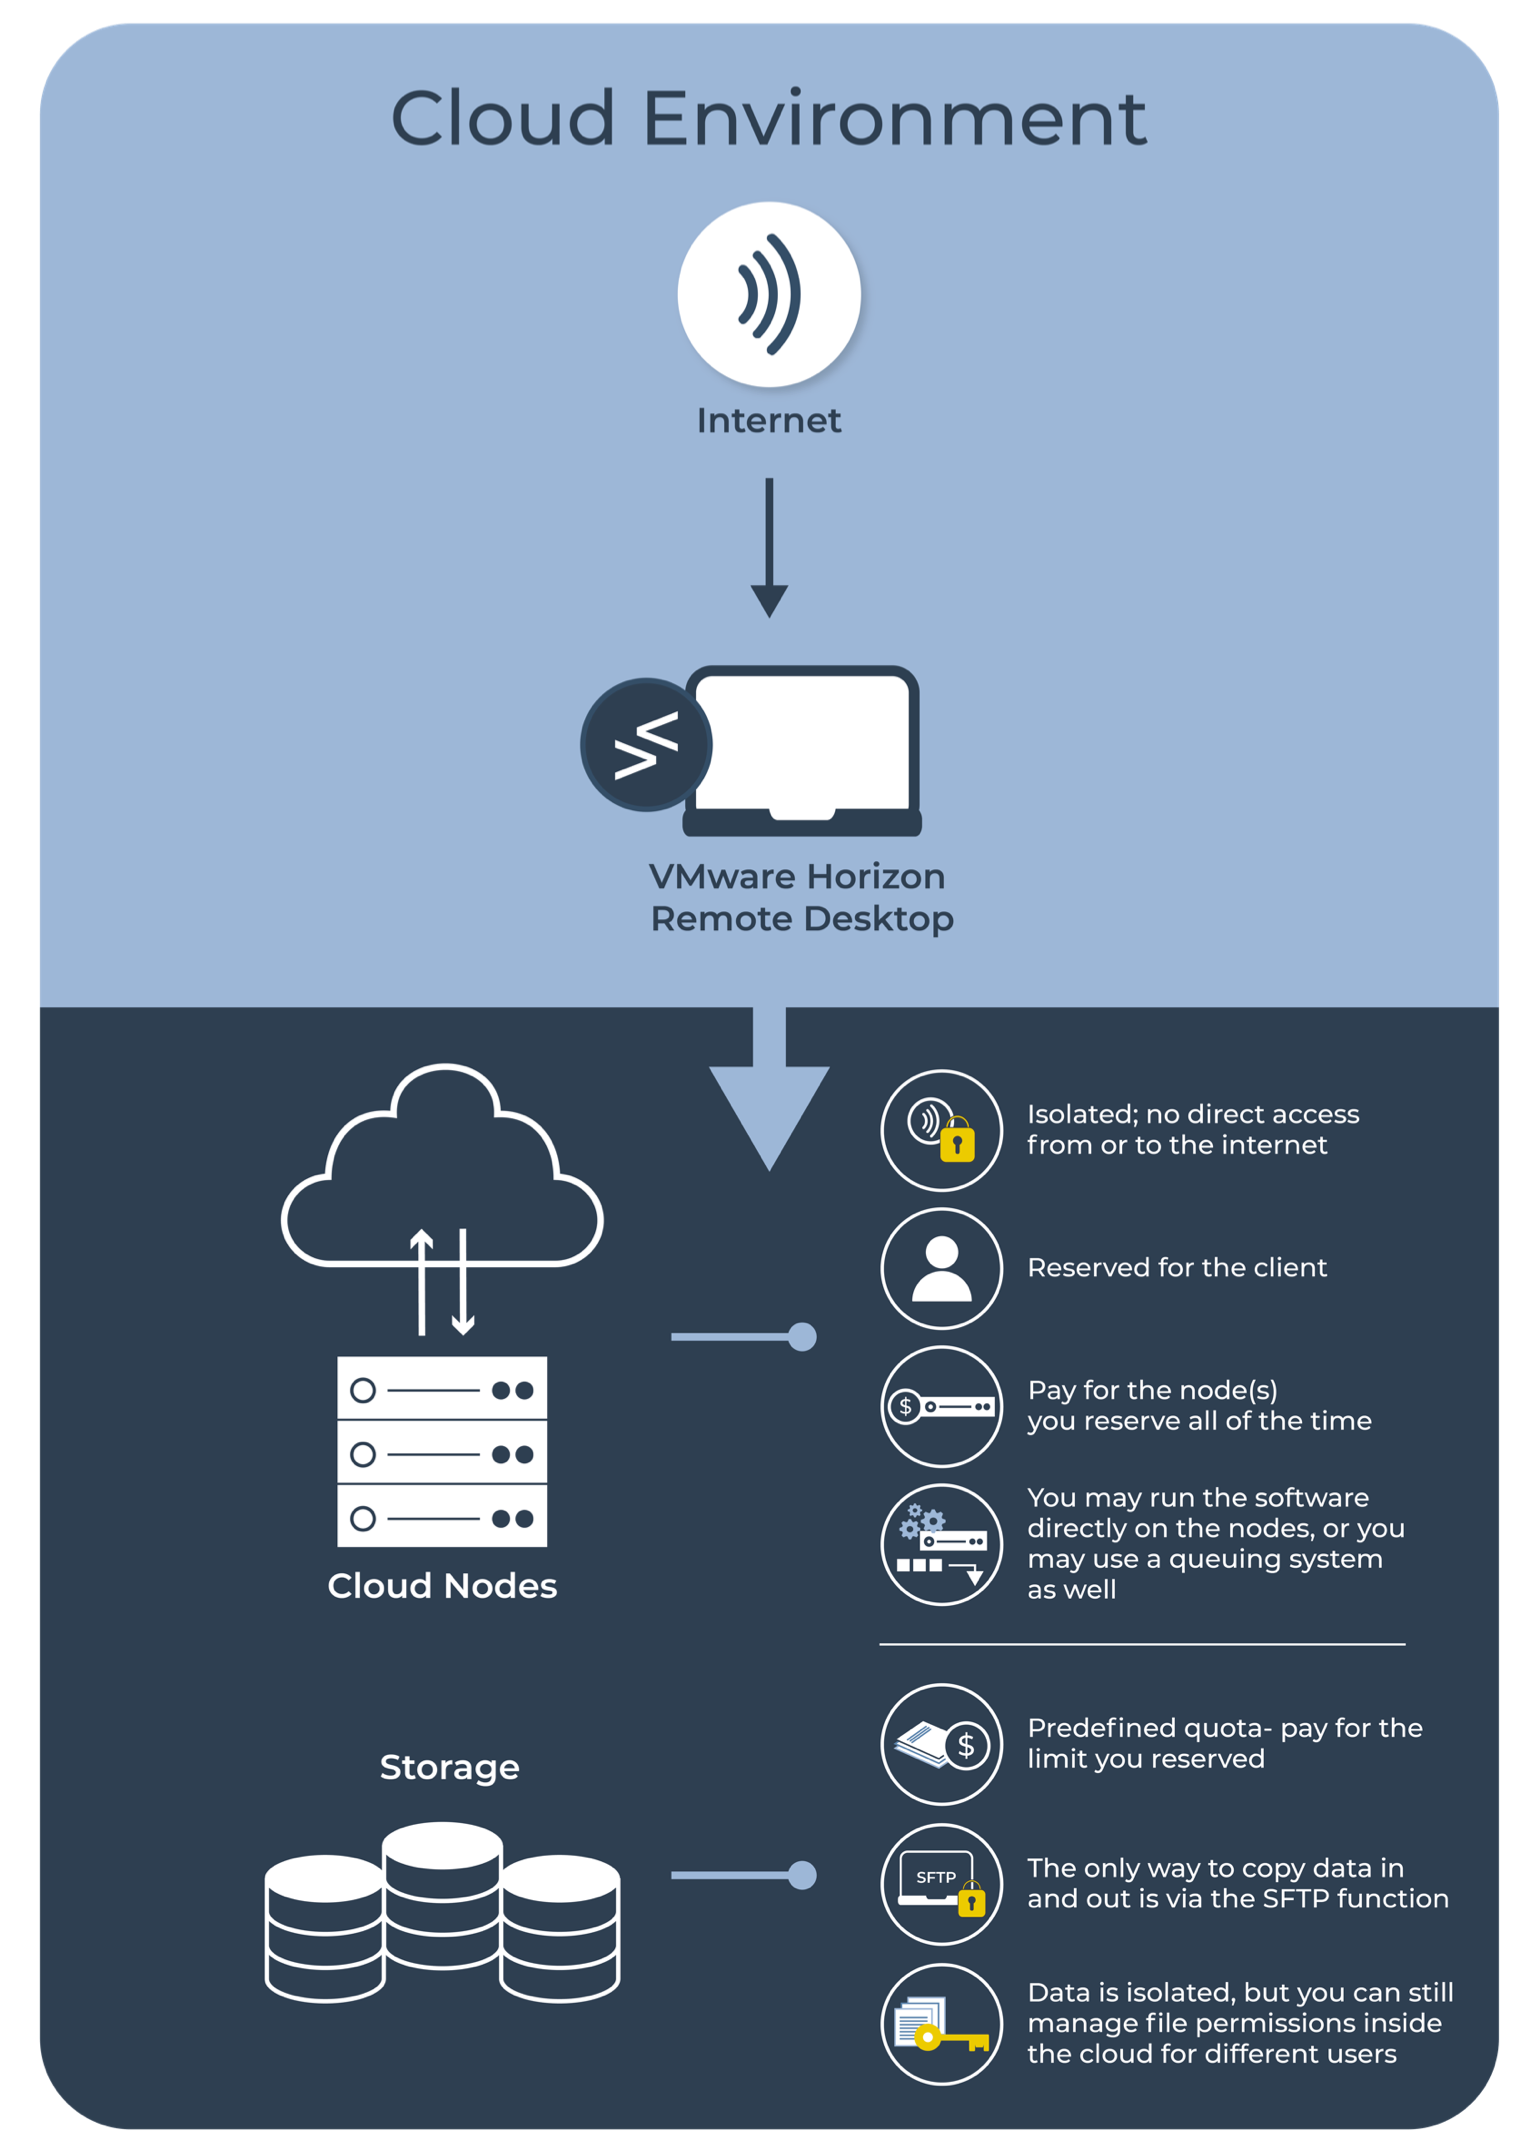 Cloud Environment
Internet
VMware Horizon
Remote Desktop
Isolated; no direct access
from or to the internet
Reserved for the client
$
Pay for the node(s)
you reserve all of the time
You may run the software
directly on the nodes, or you
may use a queuing system
as well
Cloud Nodes
Storage
$
Predefined quota- pay for the
limit you reserved
SFTP
The only way to copy data in
and out is via the SFTP function
Data is isolated, but you can still
manage file permissions inside
the cloud for different users